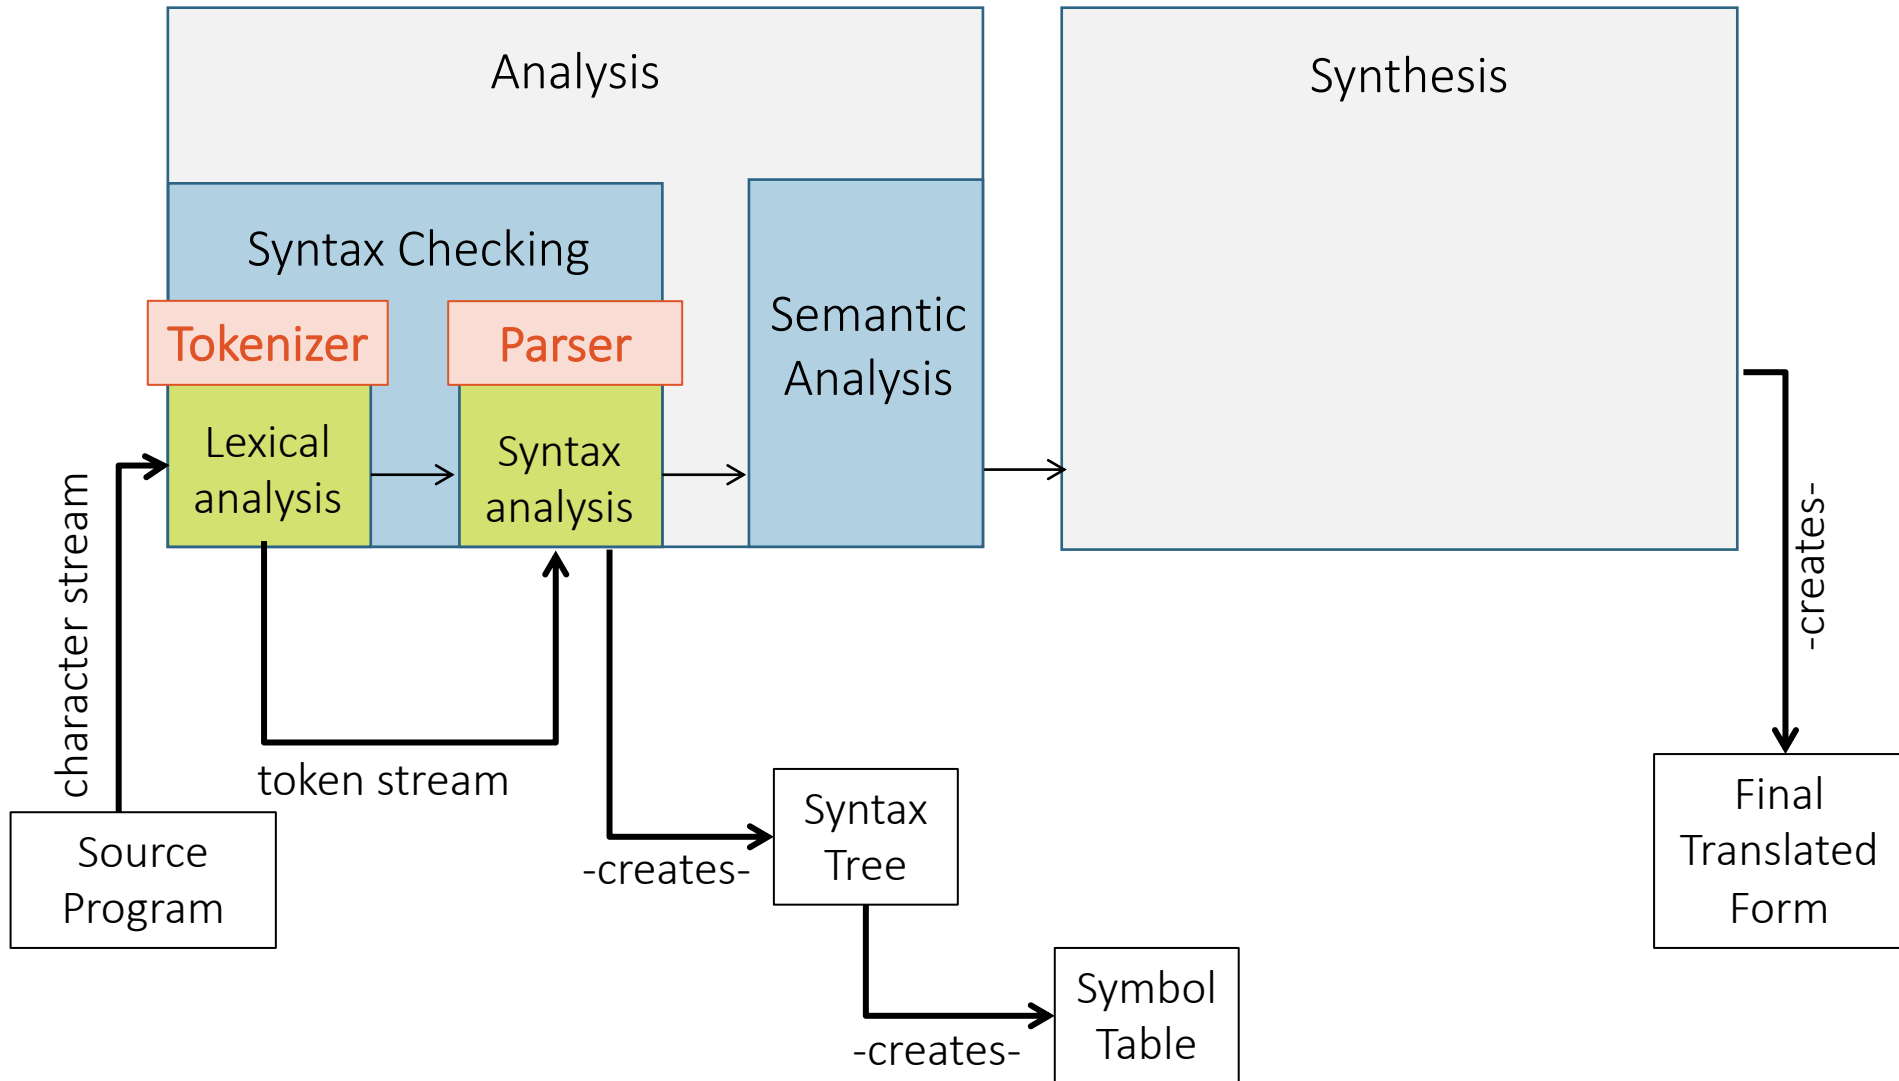 Analysis
Synthesis
Syntax Checking
Tokenizer
Parser
Semantic
Analysis
Lexical
analysis
Syntax
analysis
character stream
token stream
-creates-
Source
Program
Syntax
Tree
-creates-
Symbol
Table
-creates-
Final
Translated
Form